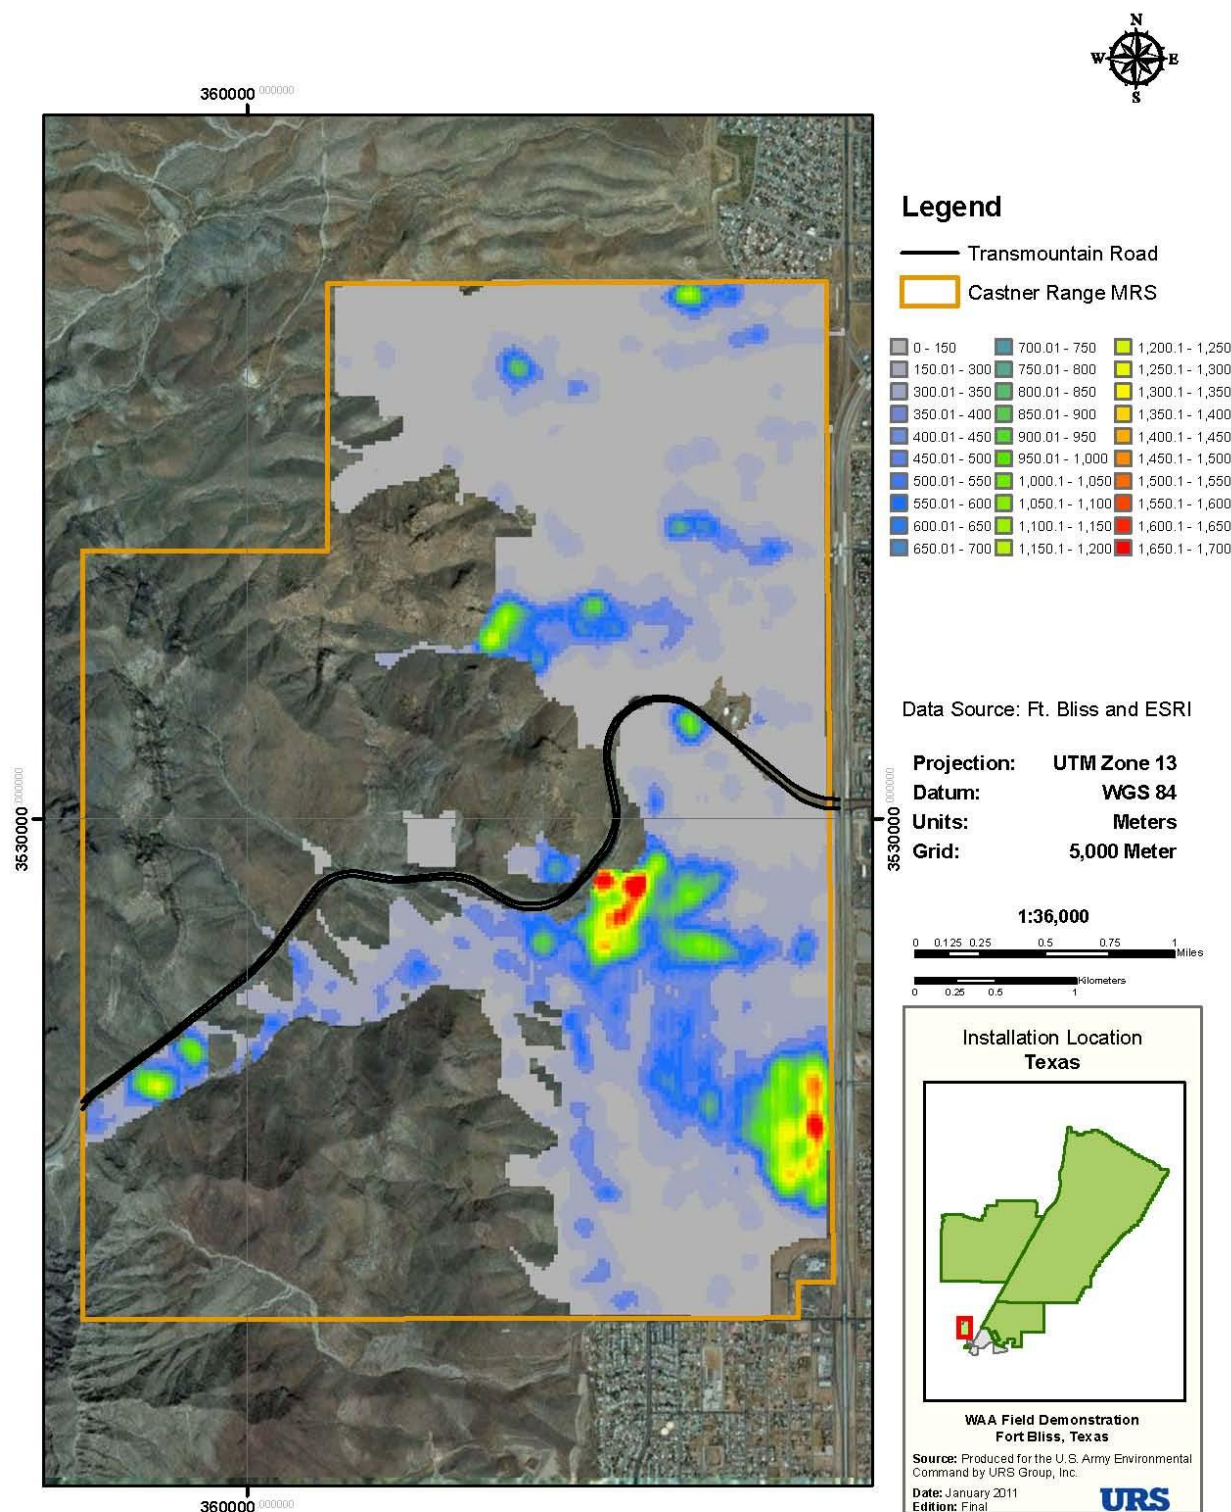 N
W E
S
360000.000000
Legend
Transmountain Road
Castner Range MRS
0 - 150 700.01 - 750 1,200.1 - 1,250
150.01 - 300 750.01 - 800 1,250.1 - 1,300
300.01 - 350 800.01 - 850 1,300.1 - 1,350
350.01 - 400 850.01 - 900 1,350.1 - 1,400
400.01 - 450 900.01 - 950 1,400.1 - 1,450
450.01 - 500 950.01 - 1,000 1,450.1 - 1,500
500.01 - 550 1,000.1 - 1,050 1,500.1 - 1,550
550.01 - 600 1,050.1 - 1,100 1,550.1 - 1,600
600.01 - 650 1,100.1 - 1,150 1,600.1 - 1,650
650.01 - 700 1,150.1 - 1,200 1,650.1 - 1,700
Data Source: Ft. Bliss and ESRI
Projection: UTM Zone 13
Datum: WGS 84
Units: Meters
Grid: 5,000 Meter
3530000.000000
3530000.000000
1:36,000
0 0.125 0.25 0.5 0.75 1
Miles
Kilometers
0 0.25 0.5 1
Installation Location
Texas
WAA Field Demonstration
Fort Bliss, Texas
Source: Produced for the U.S. Army Environmental
Command by URS Group, Inc.
Date: January 2011
Edition: Final
URS
360000.000000